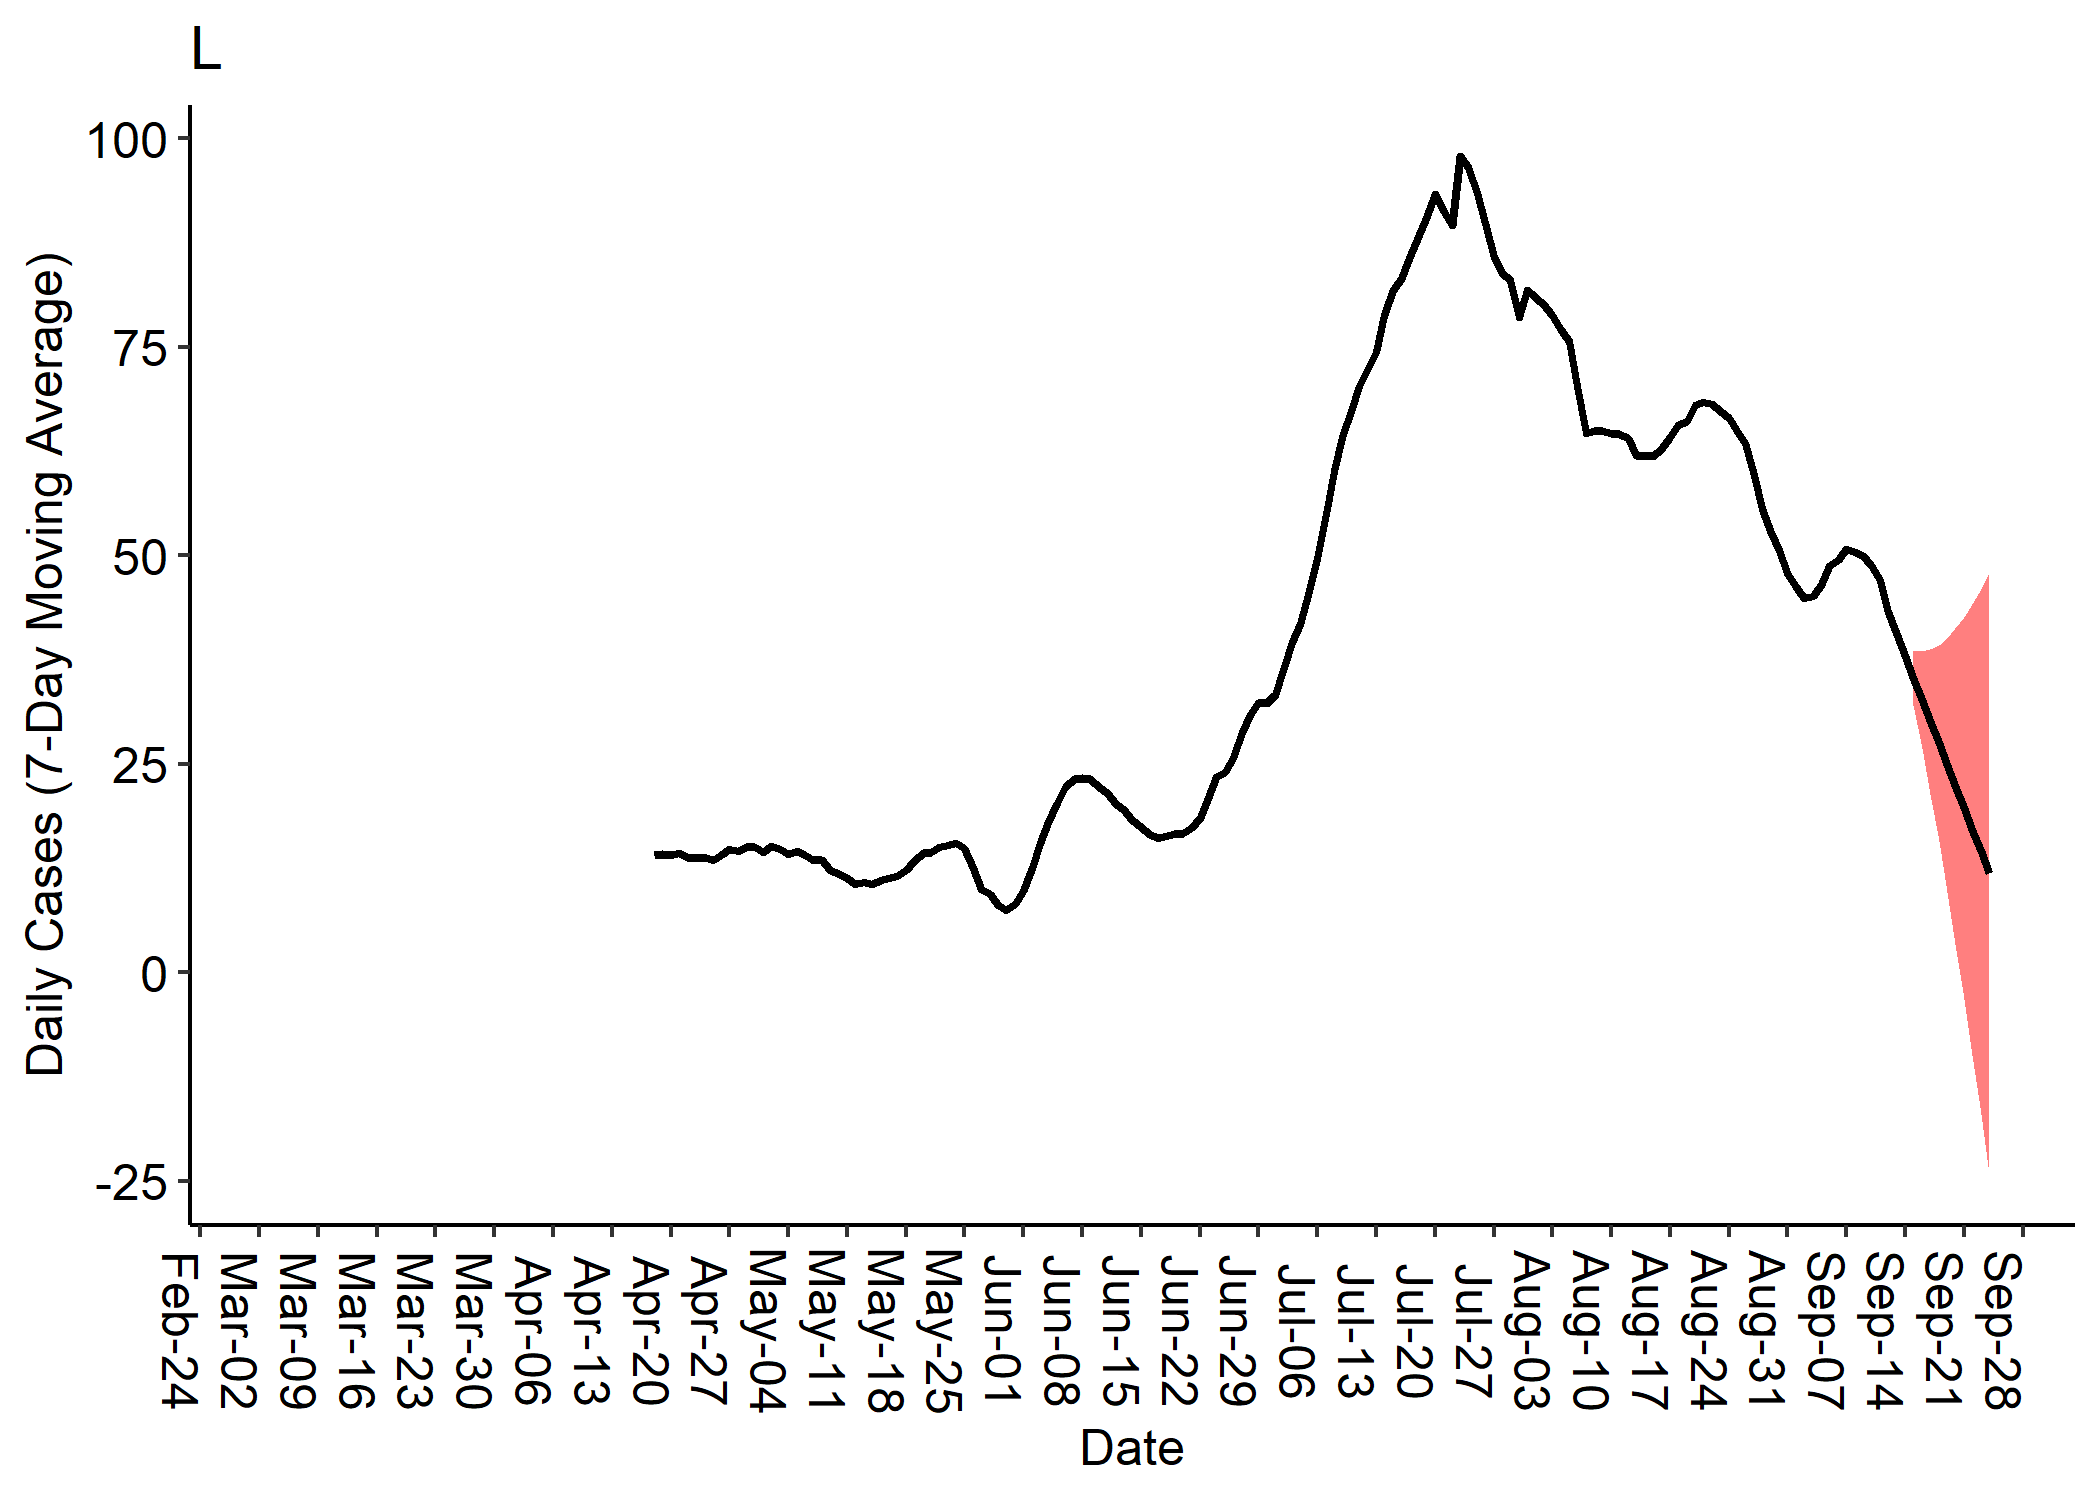 L
Daily Cases (7-Day Moving Average)
100
75
50
25
0
-25
Feb-24
Mar-02
Mar-09
Mar-16
Mar-23
Mar-30
Apr-06
Apr-13
Apr-20
Apr-27
May-04
May-11
May-18
May-25
Jun-01
Jun-08
Jun-15
Jun-22
Jun-29
Jul-06
Jul-13
Jul-20
Jul-27
Aug-03
Aug-10
Aug-17
Aug-24
Aug-31
Sep-07
Sep-14
Sep-21
Sep-28
Date